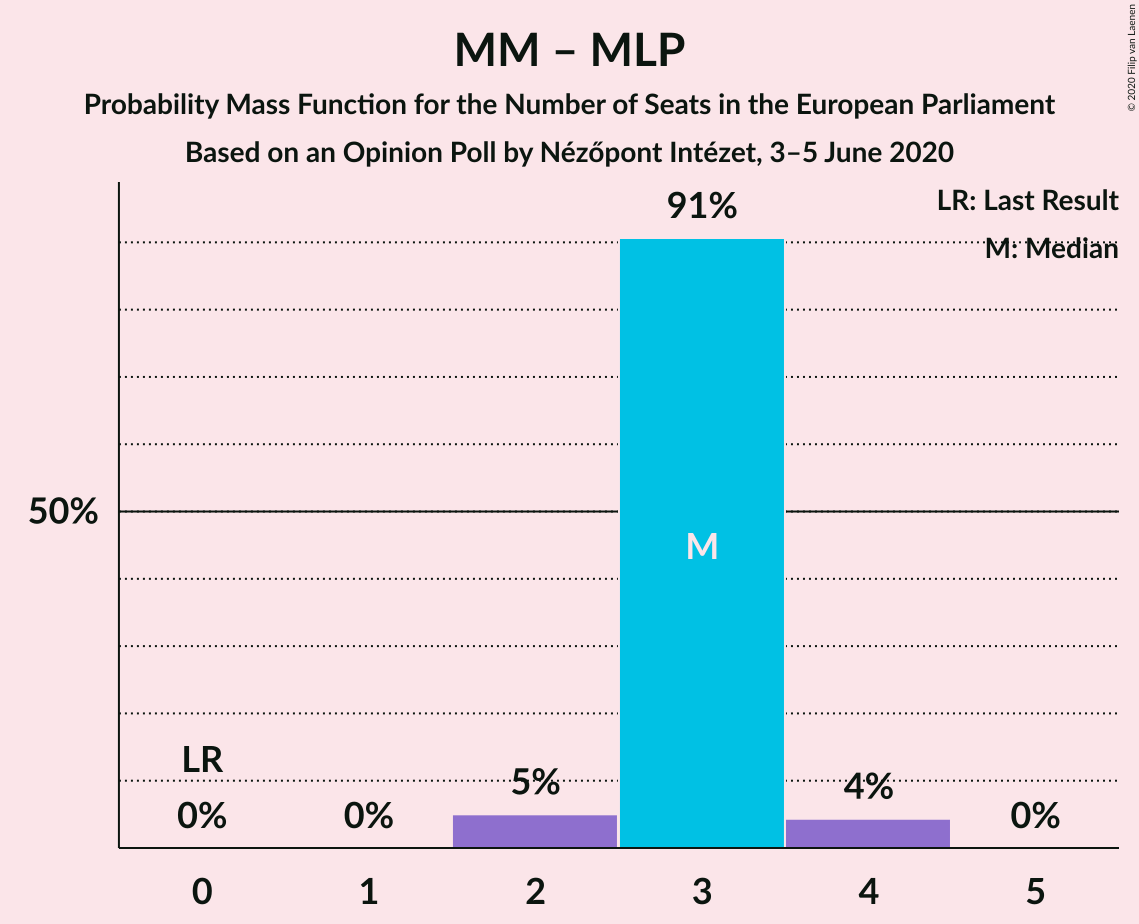 MM – MLP
Probability Mass Function for the Number of Seats in the European Parliament
Based on an Opinion Poll by Nézőpont Intézet, 3–5 June 2020
© 2020 Filip van Laenen
LR: Last Result
M: Median
91%
50%
M
LR
0%
0%
5%
4%
0%
0
1
2
3
4
5